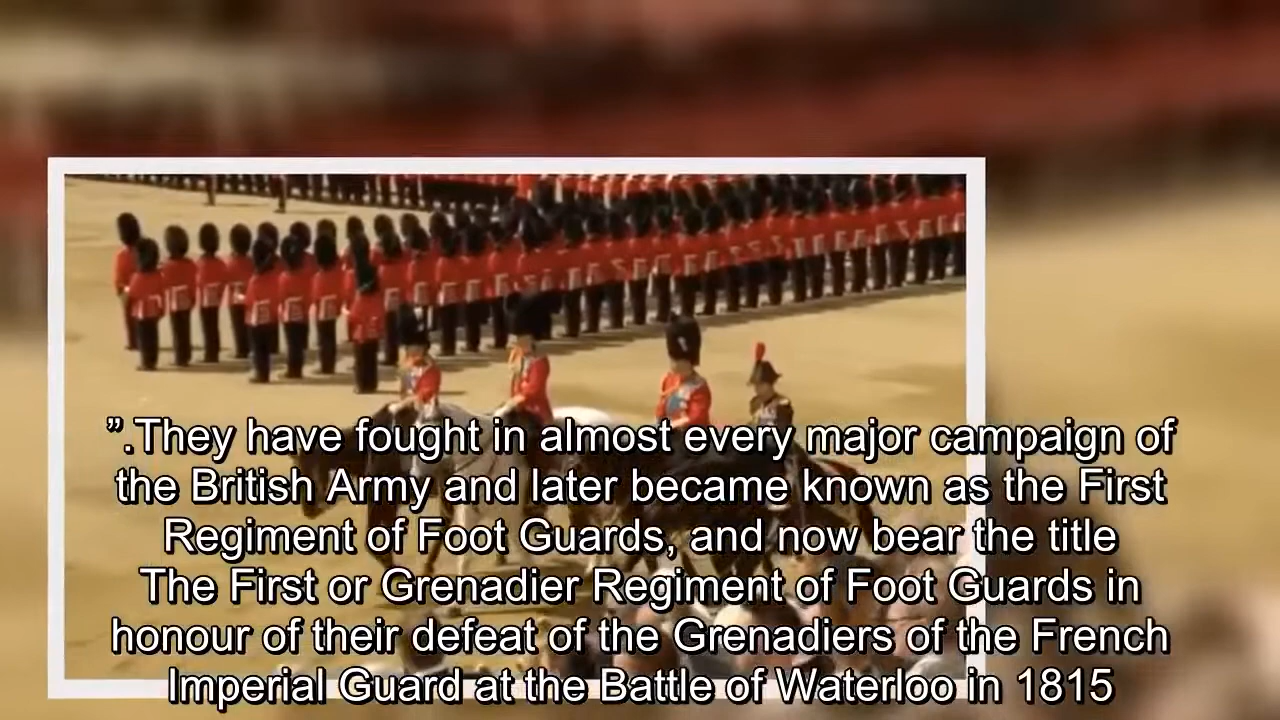 ”.They have fought in almost every major campaign of
the British Army and later became known as the First
Regiment of Foot Guards, and now bear the title
The First or Grenadier Regiment of Foot Guards in
honour of their defeat of the Grenadiers of the French
Imperial Guard at the Battle of Waterloo in 1815